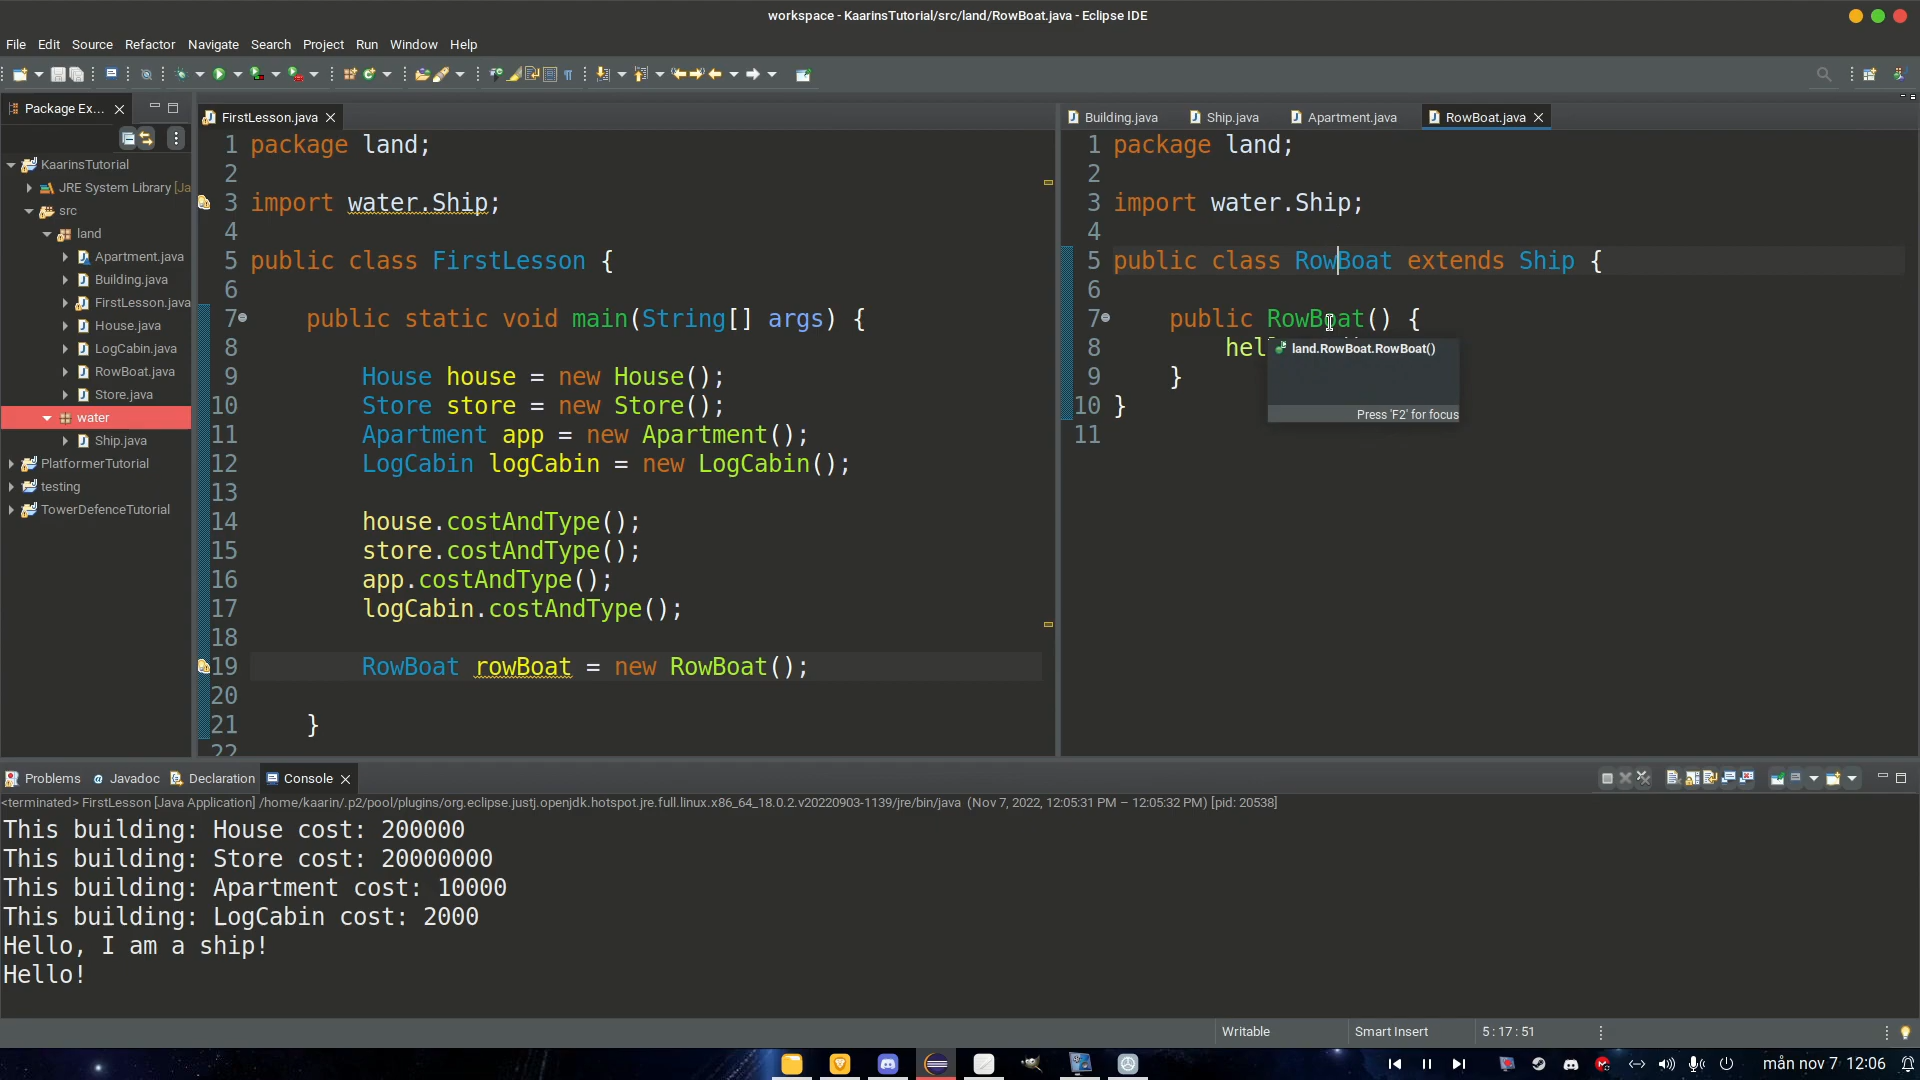 workspace - KaarinsTutorial/src/land/RowBoat.java - Eclipse IDE
File Edit Source Refactor Navigate Search Project Run Window Help
Package Ex...
KaarinsTutorial
JRE System Library [Ja
src
land
Apartment.java
Building.java
FirstLesson.java
House.java
LogCabin.java
RowBoat.java
Store.java
water
Ship.java
PlatformerTutorial
testing
TowerDefenceTutorial
FirstLesson.java
1 package land;
2
3 import water.Ship;
4
5 public class FirstLesson {
6
7 public static void main(String[] args) {
8
9 House house = new House();
10 Store store = new Store();
11 Apartment app = new Apartment();
12 LogCabin logCabin = new LogCabin();
13
14 house.costAndType();
15 store.costAndType();
16 app.costAndType();
17 logCabin.costAndType();
18
19 RowBoat rowBoat = new RowBoat();
20
21 }
22
Building.java Ship.java Apartment.java RowBoat.java
1 package land;
2
3 import water.Ship;
4
5 public class RowBoat extends Ship {
6
7 public RowBoat() {
8
9 }
10 }
11
land.RowBoat.RowBoat()
Press 'F2' for focus
Problems Javadoc Declaration Console
<terminated> FirstLesson [Java Application] /home/kaarin/.p2/pool/plugins/org.eclipse.justj.openjdk.hotspot.jre.full.linux.x86_64_18.0.2.v20220903-1139/jre/bin/java (Nov 7, 2022, 12:05:31 PM – 12:05:32 PM) [pid: 20538]
This building: House cost: 200000
This building: Store cost: 20000000
This building: Apartment cost: 10000
This building: LogCabin cost: 2000
Hello, I am a ship!
Hello!
Writable Smart Insert 5 : 17 : 51
mån nov 7 12:06